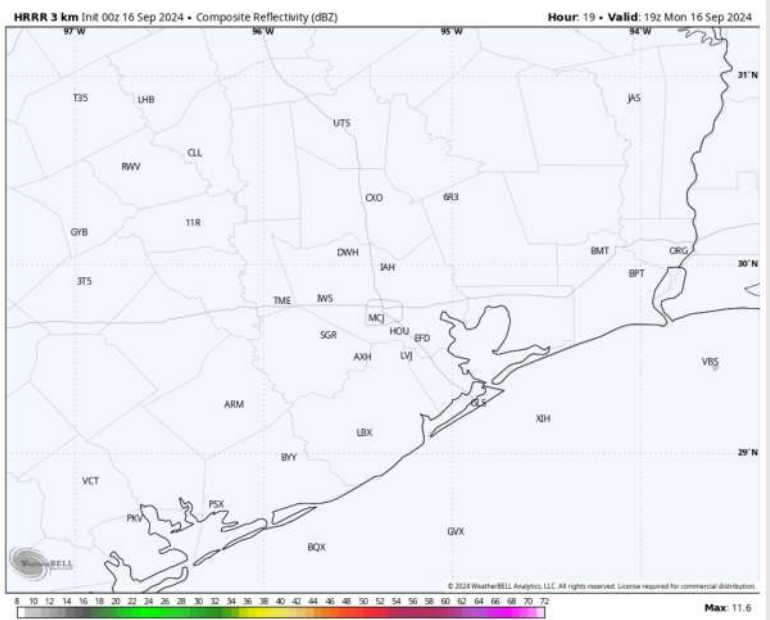 HRRR 3 km Init 00z 16 Sep 2024 • Composite Reflectivity (dBZ) Hour: 19 • Valid: 19z Mon 16 Sep 2024
97°W 96°W 95°W 94°W
31°N
T35 LHB JAS
UTS
CLL
RWV
CXO 6R3
11R
GYB
DWH BMT ORG
30°N
IAH
BPT
3T5
TME IWS
MCJ
HOU
SGR EFD
AXH LVJ
VBS
ARM GLS
XIH
LBX
29°N
BYY
VCT
PSX
PKV
GVX
BQX
WeatherBELL
© 2024 WeatherBELL Analytics, LLC. All rights reserved. License required for commercial distribution.
8 10 12 14 16 18 20 22 24 26 28 30 32 34 36 38 40 42 44 46 48 50 52 54 56 58 60 62 64 66 68 70 72
Max: 11.6